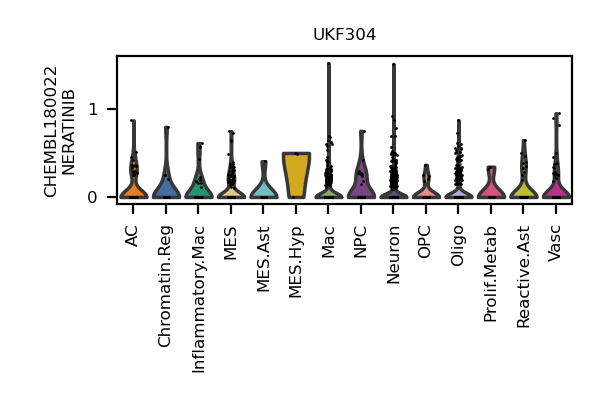 UKF304
CHEMBL180022
NERATINIB
1
0
AC
Chromatin.Reg
Inflammatory.Mac
MES
MES.Ast
MES.Hyp
Mac
NPC
Neuron
OPC
Oligo
Prolif.Metab
Reactive.Ast
Vasc